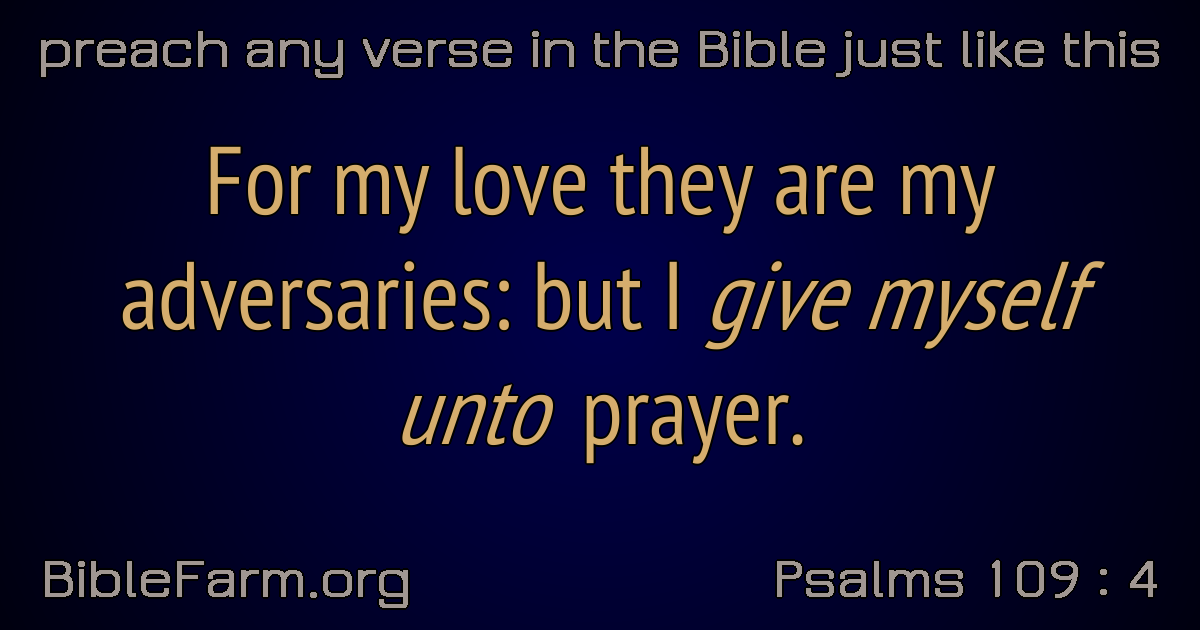 preach any verse in the Bible just like this
For my love they are my
adversaries: but I give myself
unto prayer.
BibleFarm.org
Psalms 109 : 4